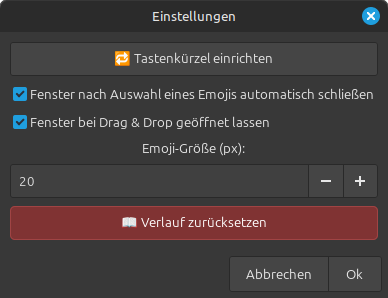 Einstellungen
🔁 Tastenkürzel einrichten
Fenster nach Auswahl eines Emojis automatisch schließen
Fenster bei Drag & Drop geöffnet lassen
Emoji-Größe (px):
20 − +
📖 Verlauf zurücksetzen
Abbrechen Ok